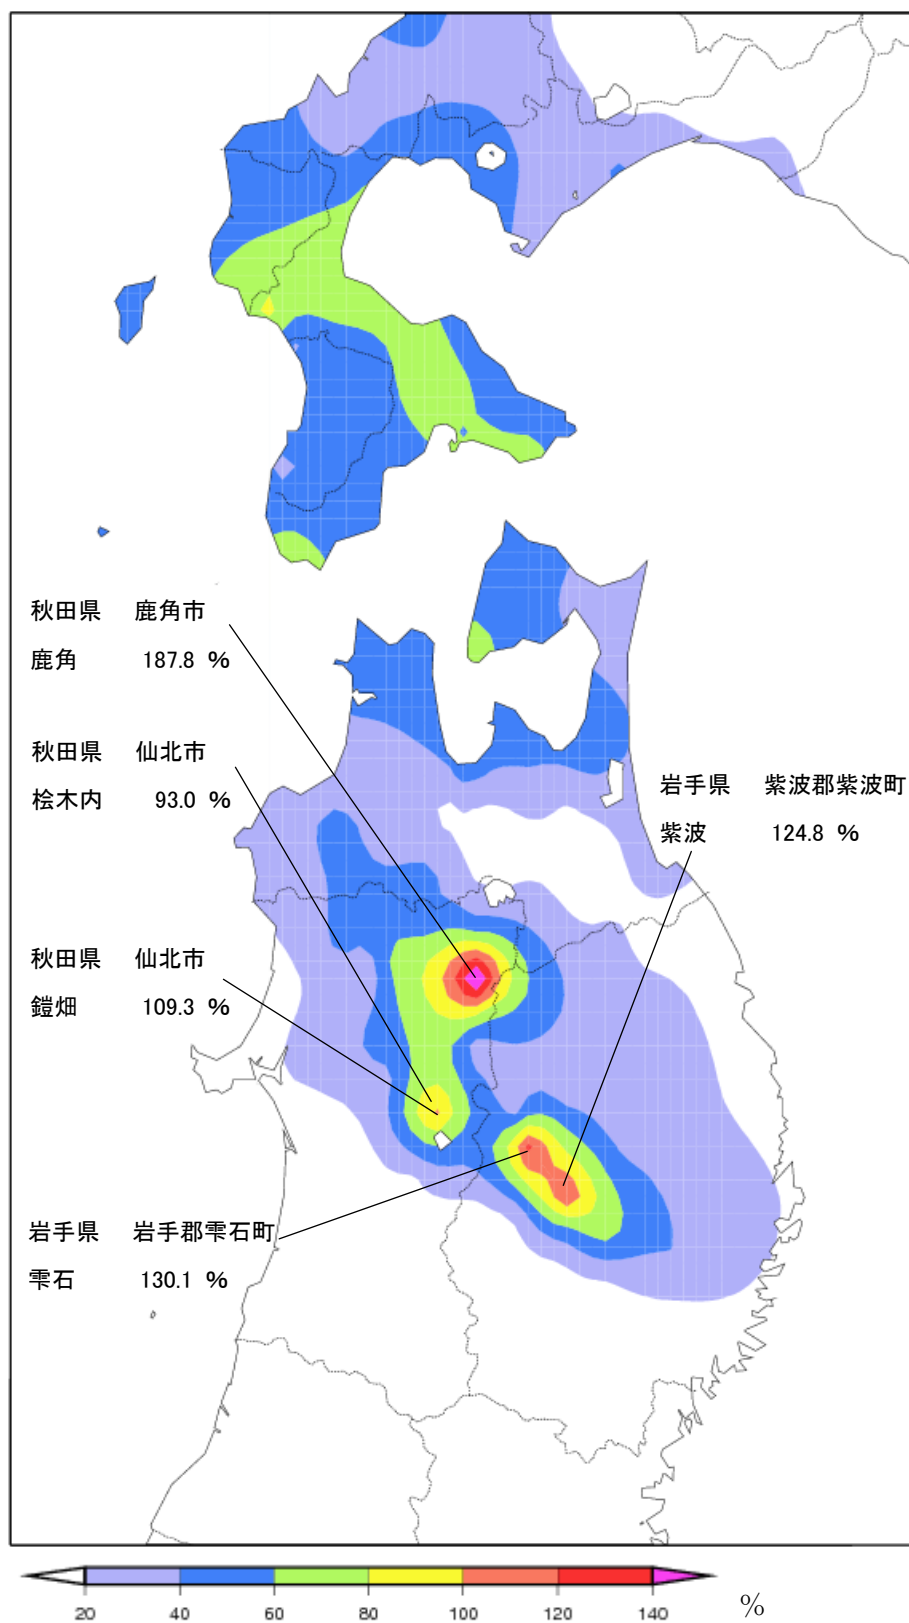 秋田県 鹿角市
鹿角 187.8 %
秋田県 仙北市
桧木内 93.0 %
岩手県 紫波郡紫波町
紫波 124.8 %
秋田県 仙北市
鎧畑 109.3 %
岩手県 岩手郡雫石町
雫石 130.1 %
20 40 60 80 100 120 140 %